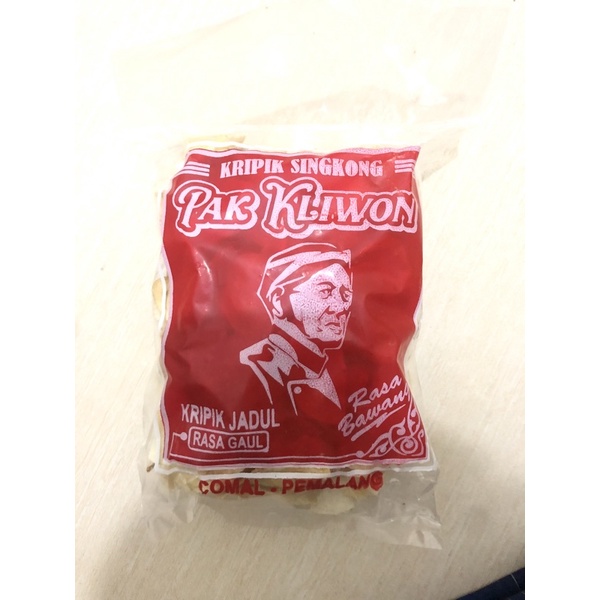 KRIPIK SINGKONG
PAK KLIWON
KRIPIK JADUL
RASA GAUL
Rasa
Bawang
COMAL - PEMALANG